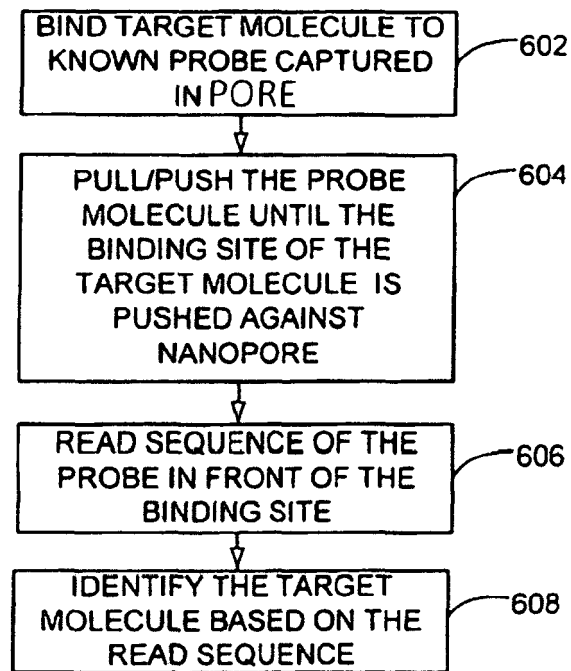 BIND TARGET MOLECULE TO
KNOWN PROBE CAPTURED
IN PORE
602
PULL/PUSH THE PROBE
MOLECULE UNTIL THE
BINDING SITE OF THE
TARGET MOLECULE IS
PUSHED AGAINST
NANOPORE
604
READ SEQUENCE OF THE
PROBE IN FRONT OF THE
BINDING SITE
606
IDENTIFY THE TARGET
MOLECULE BASED ON THE
READ SEQUENCE
608